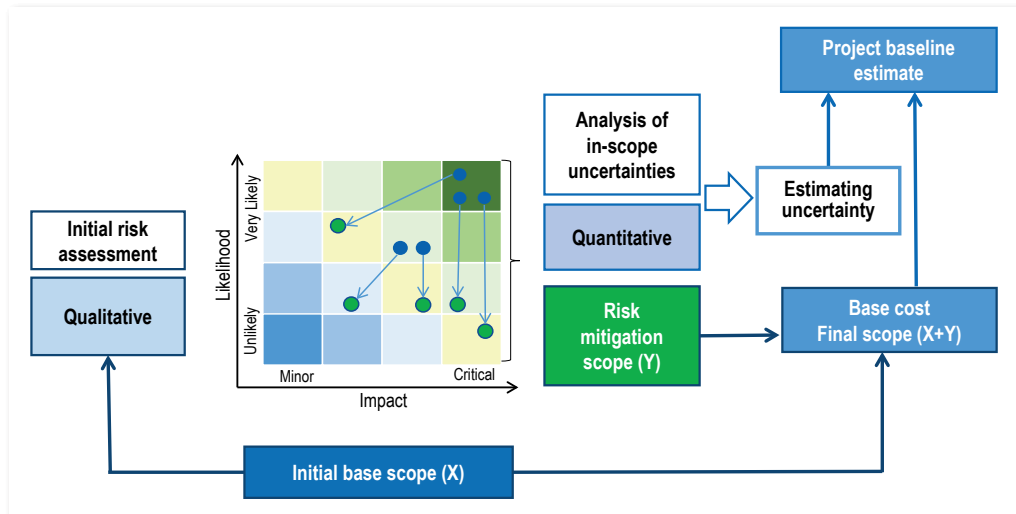 Project baseline
estimate
Analysis of
in-scope
uncertainties
Estimating
uncertainty
Quantitative
Initial risk
assessment
Qualitative
Likelihood
Very Likely
Unlikely
Minor
Critical
Impact
Risk
mitigation
scope (Y)
Base cost
Final scope (X+Y)
Initial base scope (X)